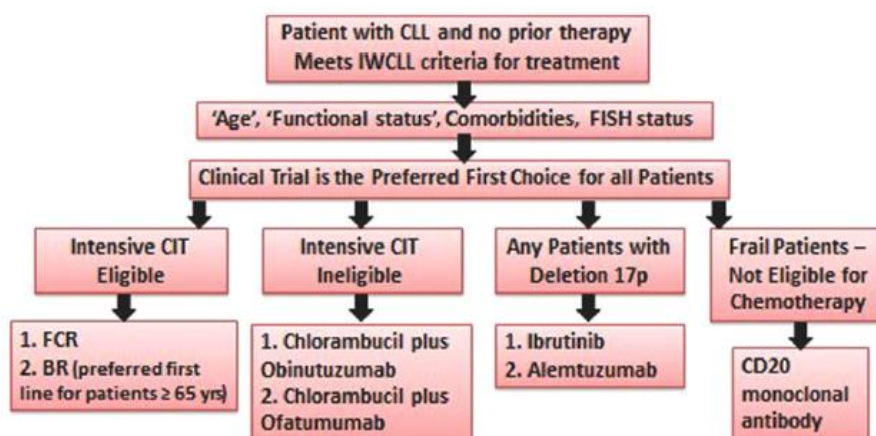 Patient with CLL and no prior therapy
Meets IWCLL criteria for treatment
'Age', 'Functional status', Comorbidities, FISH status
Clinical Trial is the Preferred First Choice for all Patients
Intensive CIT
Eligible
Intensive CIT
Ineligible
Any Patients with
Deletion 17p
Frail Patients –
Not Eligible for
Chemotherapy
1. FCR
2. BR (preferred first
line for patients ≥ 65 yrs)
1. Chlorambucil plus
Obinutuzumab
2. Chlorambucil plus
Ofatumumab
1. Ibrutinib
2. Alemtuzumab
CD20
monoclonal
antibody